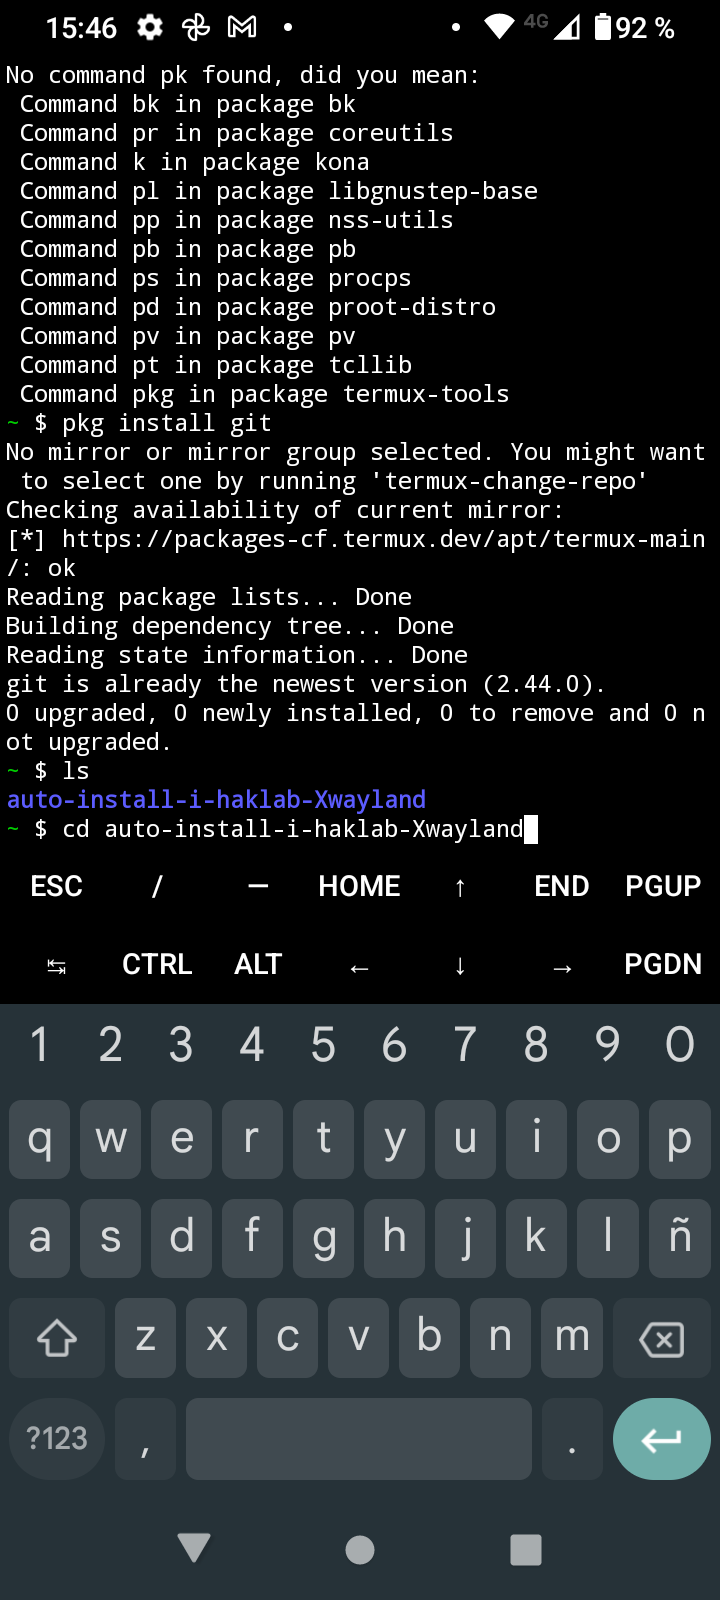 15:46 4G 92 %
No command pk found, did you mean:
Command bk in package bk
Command pr in package coreutils
Command k in package kona
Command pl in package libgnustep-base
Command pp in package nss-utils
Command pb in package pb
Command ps in package procps
Command pd in package proot-distro
Command pv in package pv
Command pt in package tcllib
Command pkg in package termux-tools
~ $ pkg install git
No mirror or mirror group selected. You might want
to select one by running 'termux-change-repo'
Checking availability of current mirror:
[*] https://packages-cf.termux.dev/apt/termux-main
/: ok
Reading package lists... Done
Building dependency tree... Done
Reading state information... Done
git is already the newest version (2.44.0).
0 upgraded, 0 newly installed, 0 to remove and 0 n
ot upgraded.
~ $ ls
auto-install-i-haklab-Xwayland
~ $ cd auto-install-i-haklab-Xwayland
ESC / — HOME ↑ END PGUP
↹ CTRL ALT ← ↓ → PGDN
1 2 3 4 5 6 7 8 9 0
q w e r t y u i o p
a s d f g h j k l ñ
z x c v b n m
?123 , .